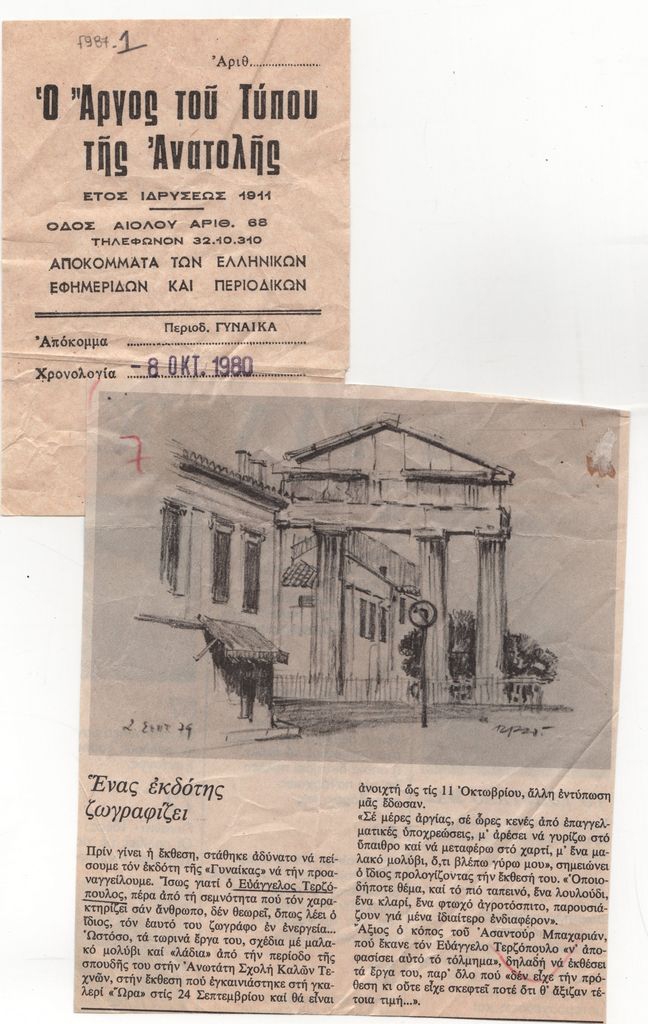 1987-1
Ἀριθ.
Ὁ Ἄργος τοῦ Τύπου
τῆς Ἀνατολῆς
ΕΤΟΣ ΙΔΡΥΣΕΩΣ 1911
ΟΔΟΣ ΑΙΟΛΟΥ ΑΡΙΘ. 68
ΤΗΛΕΦΩΝΟΝ 32.10.310
ΑΠΟΚΟΜΜΑΤΑ ΤΩΝ ΕΛΛΗΝΙΚΩΝ
ΕΦΗΜΕΡΙΔΩΝ ΚΑΙ ΠΕΡΙΟΔΙΚΩΝ
Περιοδ. ΓΥΝΑΙΚΑ
Ἀπόκομμα
Χρονολογία - 8 ΟΚΤ. 1980
7
2. Σεπτ 79
Ἕνας ἐκδότης
ζωγραφίζει
Πρίν γίνει ἡ ἔκθεση, στάθηκε ἀδύνατο νά πεί-
σουμε τόν ἐκδότη τῆς «Γυναίκας» νά τήν προα-
ναγγείλουμε. Ἴσως γιατί ὁ Εὐάγγελος Τερζό-
πουλος, πέρα ἀπό τή σεμνότητα πού τόν χαρα-
κτηρίζει σάν ἄνθρωπο, δέν θεωρεῖ, ὅπως λέει ὁ
ἴδιος, τόν ἑαυτό του ζωγράφο ἐν ἐνεργεία...
Ὡστόσο, τά τωρινά ἔργα του, σχέδια μέ μαλα-
κό μολύβι καί «λάδια» ἀπό τήν περίοδο τῆς
σπουδῆς του στήν Ἀνωτάτη Σχολή Καλῶν Τε-
χνῶν, στήν ἔκθεση πού ἐγκαινιάστηκε στή γκα-
λερί «Ὥρα» στίς 24 Σεπτεμβρίου καί θά εἶναι
ἀνοιχτή ὥς τίς 11 Ὀκτωβρίου, ἄλλη ἐντύπωση
μᾶς ἔδωσαν.
«Σέ μέρες ἀργίας, σέ ὧρες κενές ἀπό ἐπαγγελ-
ματικές ὑποχρεώσεις, μ' ἀρέσει νά γυρίζω στό
ὕπαιθρο καί νά μεταφέρω στό χαρτί, μ' ἕνα μα-
λακό μολύβι, ὅ,τι βλέπω γύρω μου», σημειώνει
ὁ ἴδιος προλογίζοντας τήν ἔκθεσή του. «Ὁποιο-
δήποτε θέμα, καί τό πιό ταπεινό, ἕνα λουλούδι,
ἕνα κλαρί, ἕνα φτωχό ἀγροτόσπιτο, παρουσιά-
ζουν γιά μένα ἰδιαίτερο ἐνδιαφέρον».
Ἄξιος ὁ κόπος τοῦ Ἀσαντούρ Μπαχαριάν,
πού ἔκανε τόν Εὐάγγελο Τερζόπουλο «ν' ἀπο-
φασίσει αὐτό τό τόλμημα», δηλαδή νά ἐκθέσει
τά ἔργα του, παρ' ὅλο πού «δέν εἶχε τήν πρό-
θεση κι οὔτε εἶχε σκεφτεῖ ποτέ ὅτι θ' ἄξιζαν τέ-
τοια τιμή...».